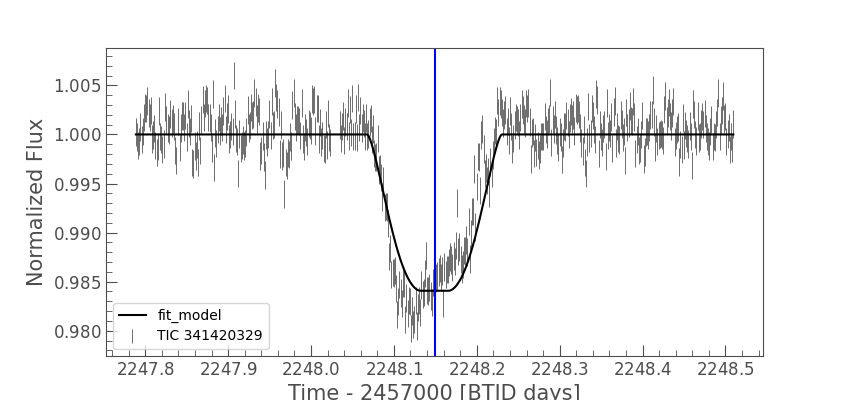 1.005
1.000
0.995
0.990
0.985
0.980
Normalized Flux
fit_model
TIC 341420329
2247.8 2247.9 2248.0 2248.1 2248.2 2248.3 2248.4 2248.5
Time - 2457000 [BTJD days]